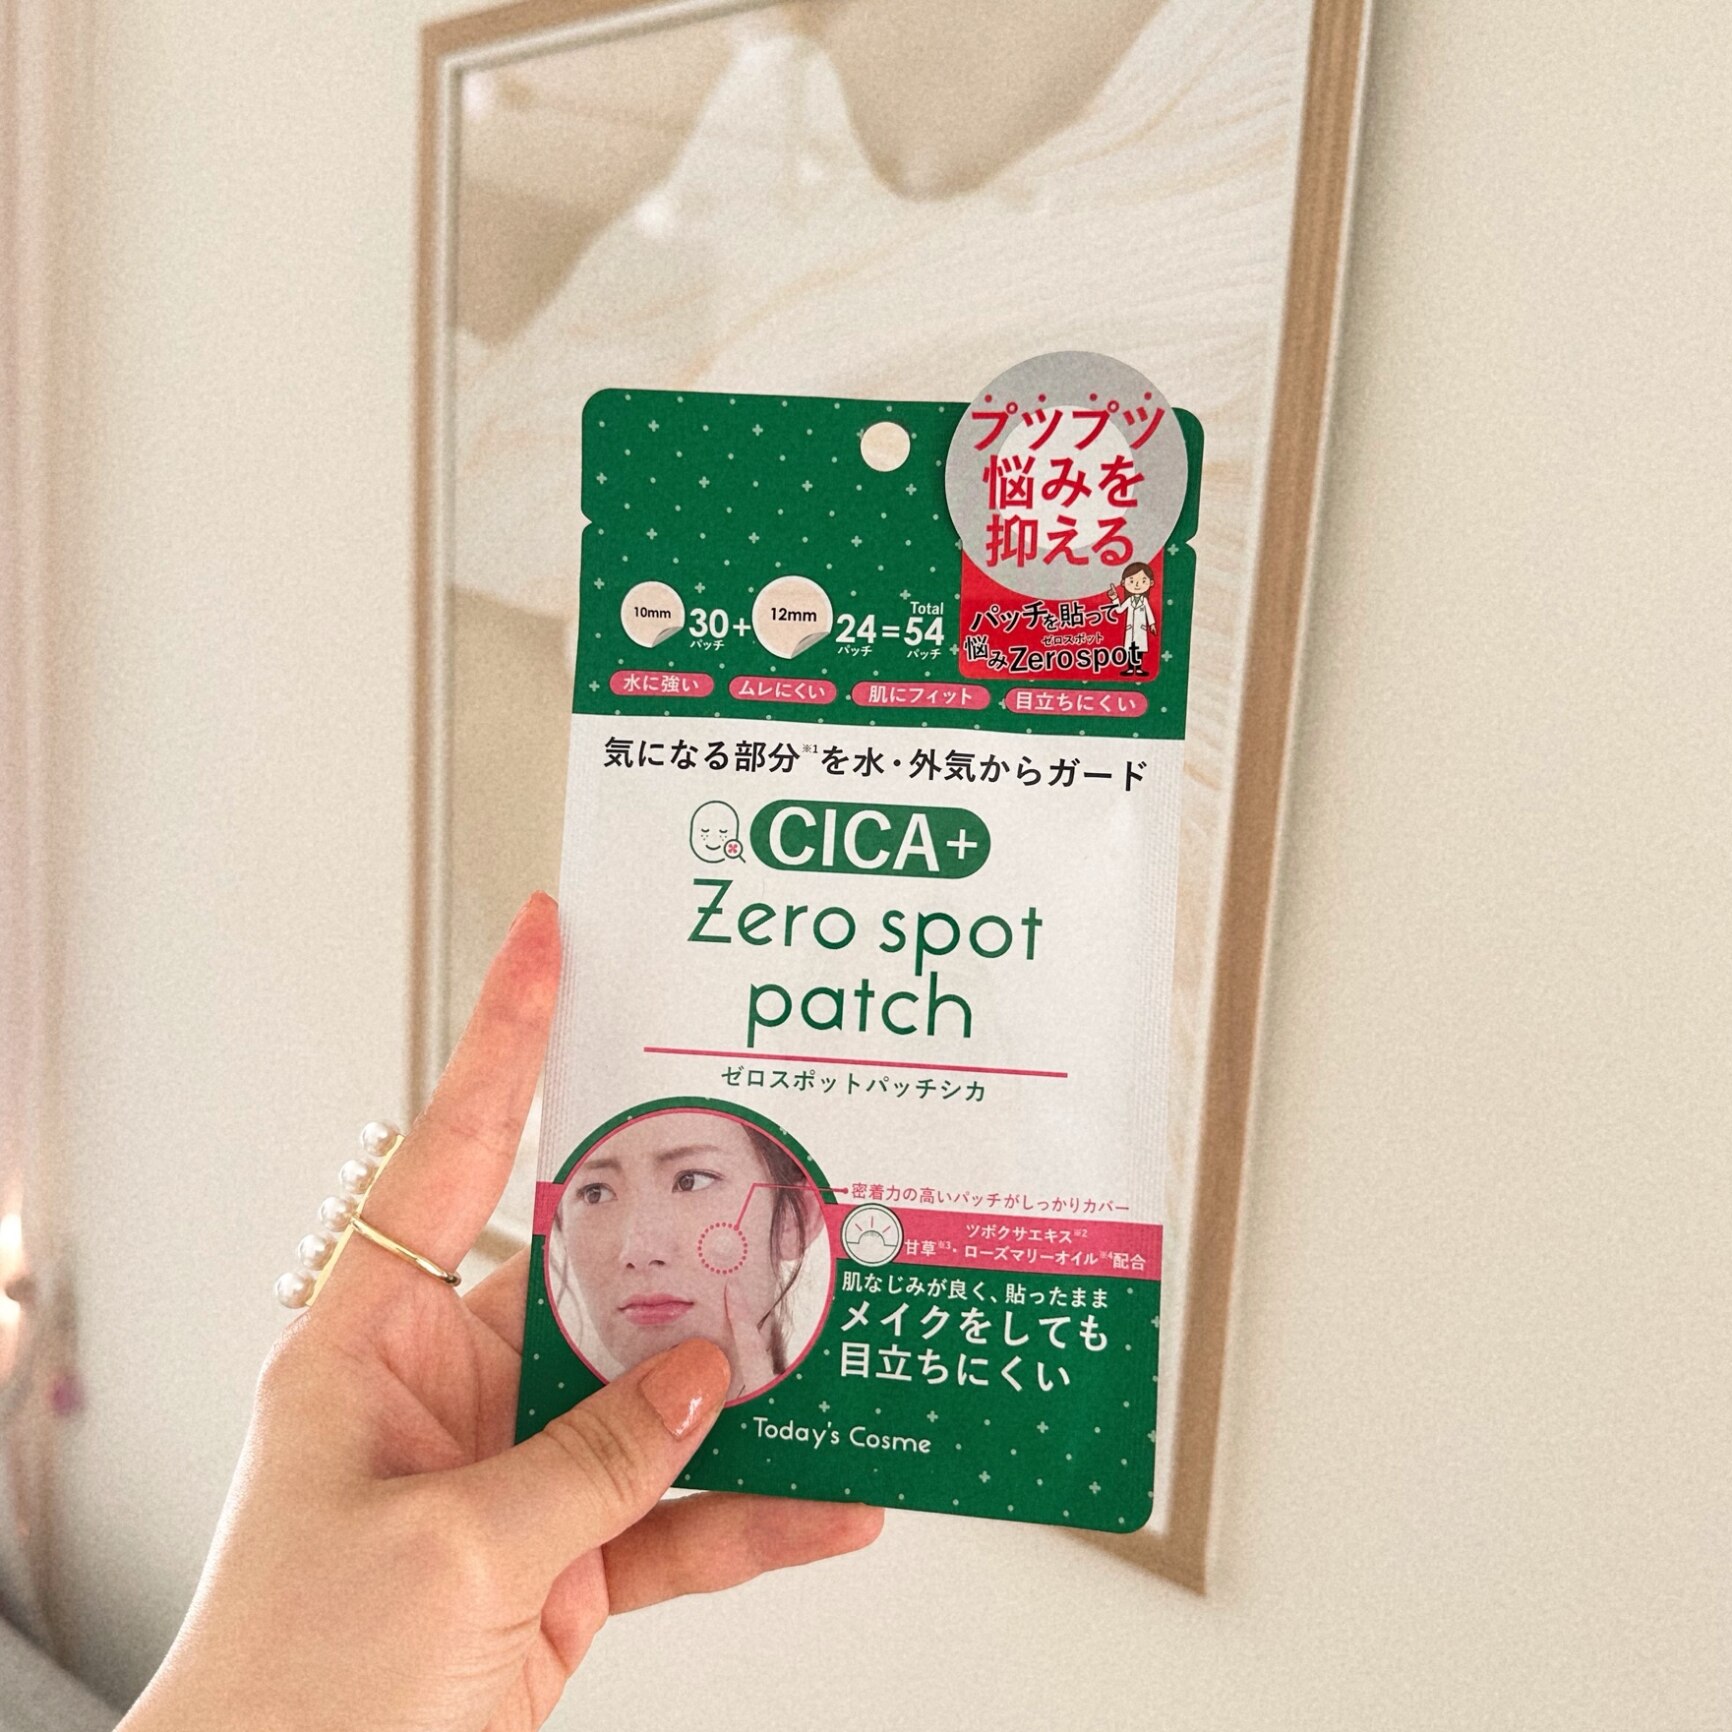 プツプツ
悩みを
抑える
パッチを貼って
ゼロスポット
悩みZerospot
10mm 30+ 12mm 24=54
Total
パッチ パッチ パッチ
水に強い ムレにくい 肌にフィット 目立ちにくい
気になる部分※1を水・外気からガード
CICA+
Zero spot
patch
ゼロスポットパッチシカ
密着力の高いパッチがしっかりカバー
ツボクサエキス※2
甘草※3・ローズマリーオイル※4配合
肌なじみが良く、貼ったまま
メイクをしても
目立ちにくい
Today's Cosme